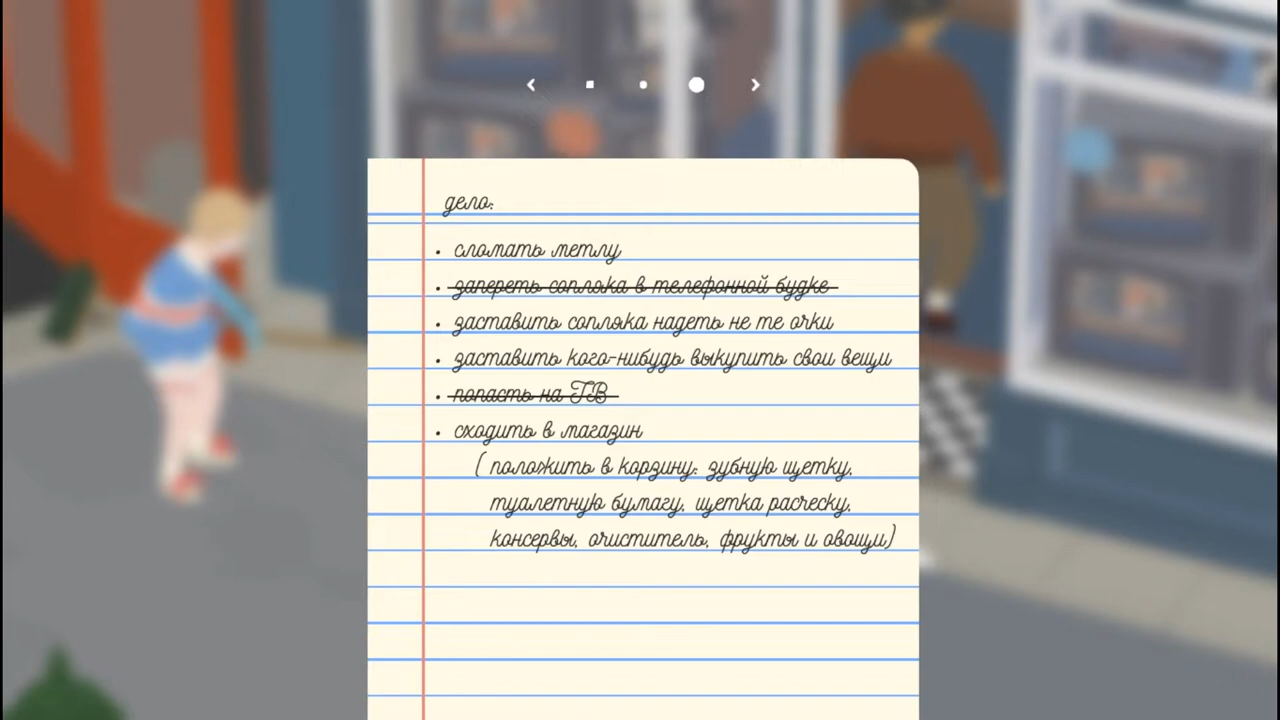 дело:
• сломать метлу
• запереть сопляка в телефонной будке
• заставить сопляка надеть не те очки
• заставить кого-нибудь выкупить свои вещи
• попасть на ТВ
• сходить в магазин
( положить в корзину: зубную щетку,
туалетную бумагу, щетка расческу,
консервы, очиститель, фрукты и овощи)